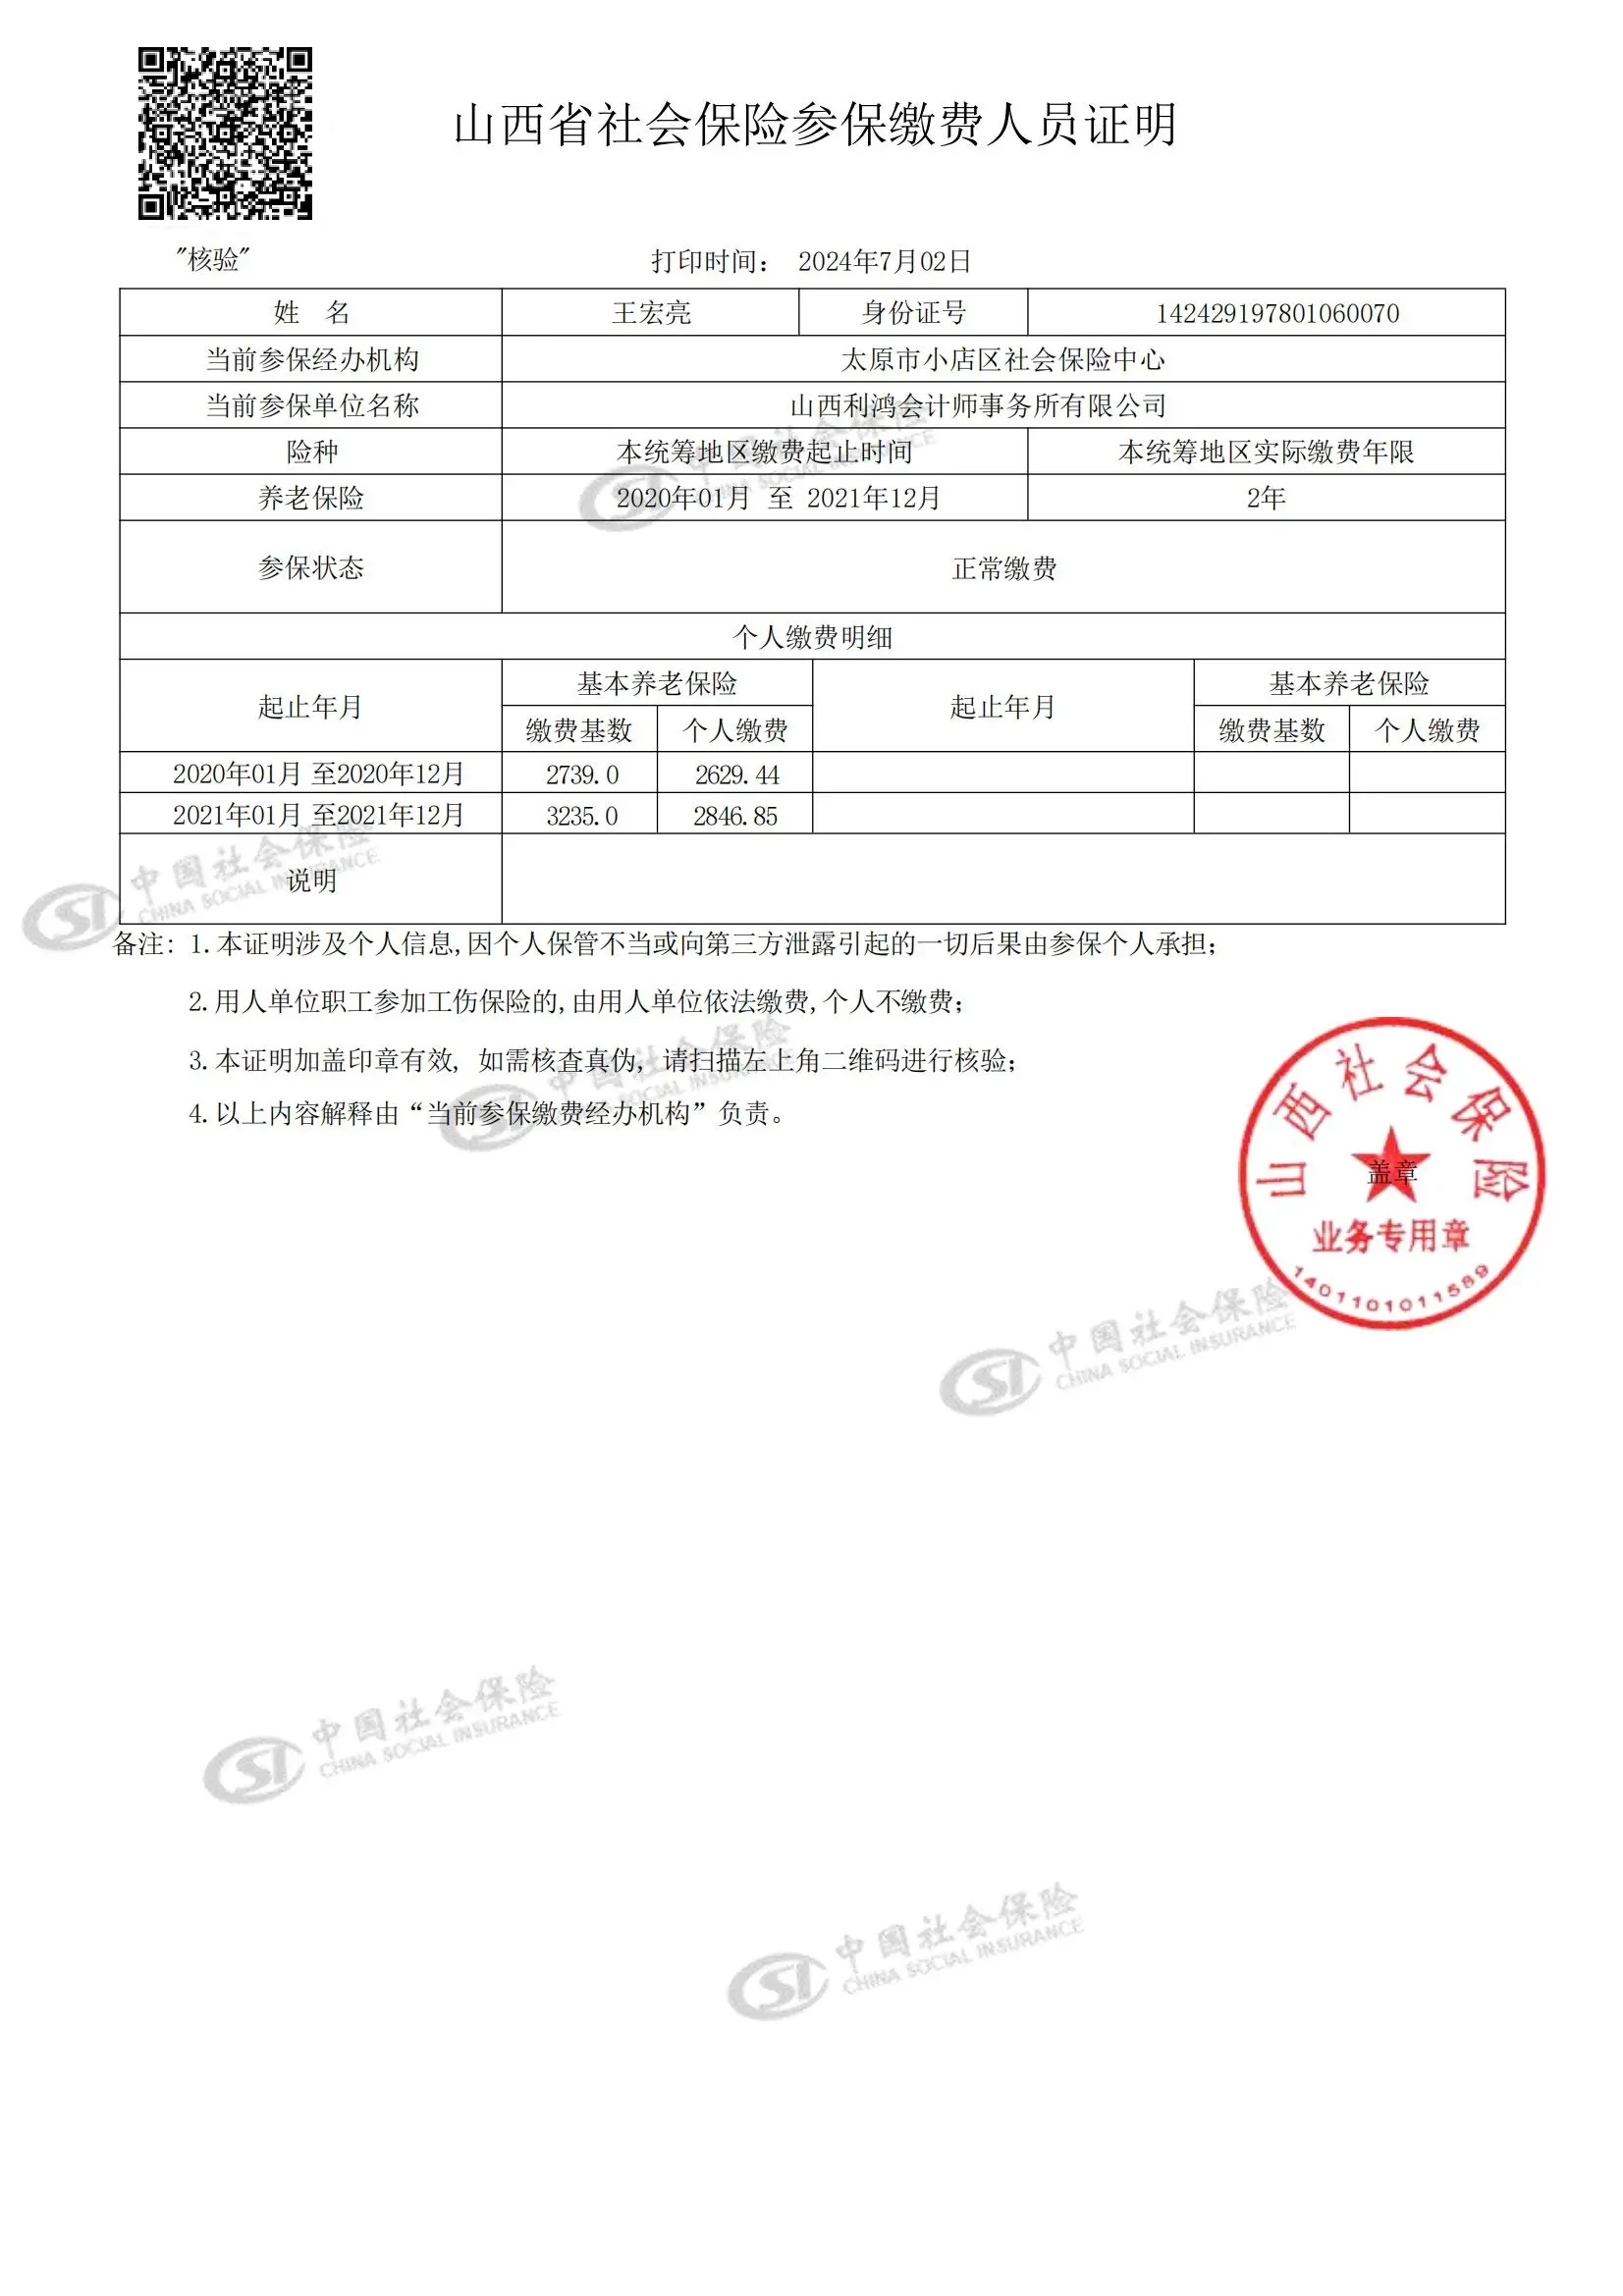 山西省社会保险参保缴费人员证明
"核验"
打印时间： 2024年7月02日
姓 名 王宏亮 身份证号 142429197801060070
当前参保经办机构 太原市小店区社会保险中心
当前参保单位名称 山西利鸿会计师事务所有限公司
险种 本统筹地区缴费起止时间 本统筹地区实际缴费年限
养老保险 2020年01月 至 2021年12月 2年
参保状态 正常缴费
个人缴费明细
起止年月 基本养老保险 起止年月 基本养老保险
缴费基数 个人缴费 缴费基数 个人缴费
2020年01月 至2020年12月 2739.0 2629.44
2021年01月 至2021年12月 3235.0 2846.85
说明
备注: 1.本证明涉及个人信息,因个人保管不当或向第三方泄露引起的一切后果由参保个人承担;
2.用人单位职工参加工伤保险的,由用人单位依法缴费,个人不缴费;
3.本证明加盖印章有效, 如需核查真伪, 请扫描左上角二维码进行核验;
4.以上内容解释由“当前参保缴费经办机构”负责。
山西社会保险
盖章
业务专用章
1401101011589
中国社会保险
CHINA SOCIAL INSURANCE
中国社会保险
CHINA SOCIAL INSURANCE
中国社会保险
CHINA SOCIAL INSURANCE
中国社会保险
CHINA SOCIAL INSURANCE
中国社会保险
CHINA SOCIAL INSURANCE
中国社会保险
CHINA SOCIAL INSURANCE